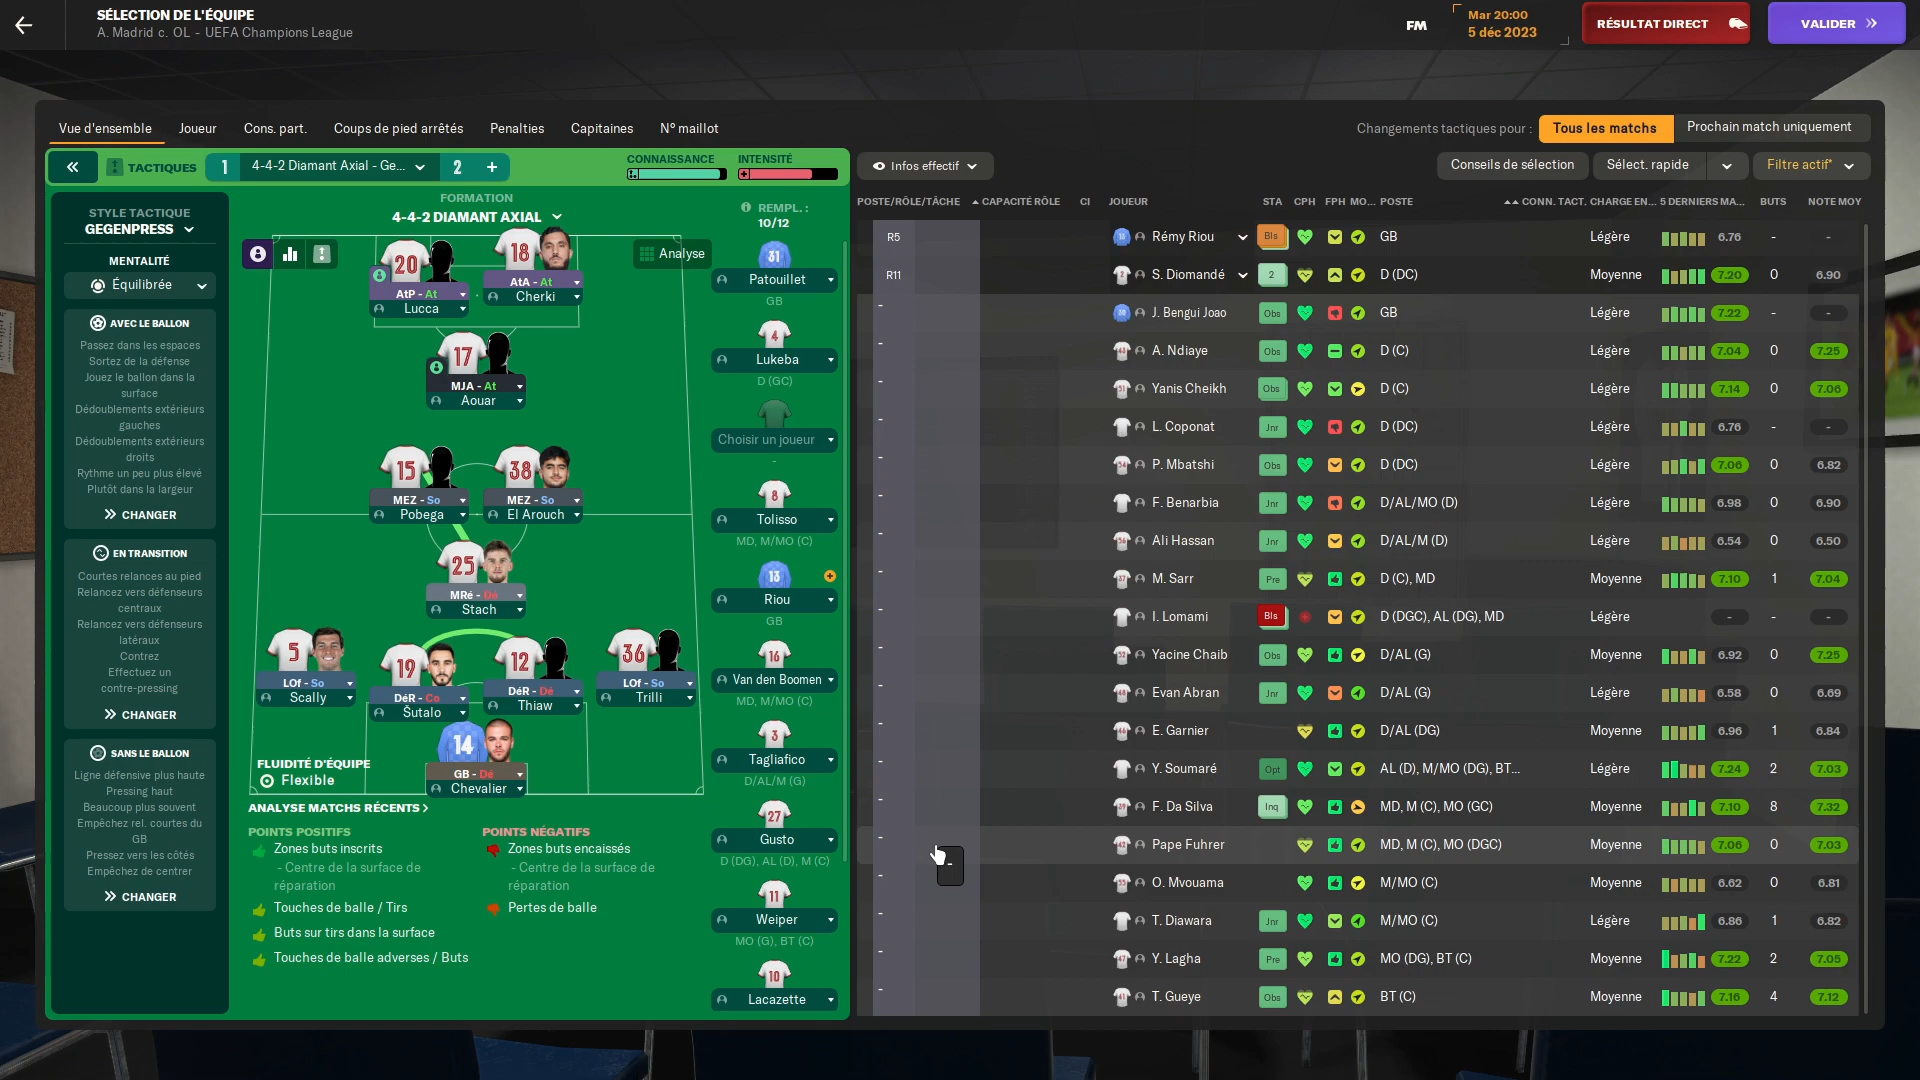 SÉLECTION DE L'ÉQUIPE
A. Madrid c. OL - UEFA Champions League
FM
Mar 20:00
5 déc 2023
RÉSULTAT DIRECT
VALIDER
Vue d'ensemble Joueur Cons. part. Coups de pied arrêtés Penalties Capitaines N° maillot
Changements tactiques pour : Tous les matchs Prochain match uniquement
TACTIQUES 1 4-4-2 Diamant Axial - Ge... 2 +
CONNAISSANCE INTENSITÉ
Infos effectif
Conseils de sélection Sélect. rapide Filtre actif*
STYLE TACTIQUE
GEGENPRESS
MENTALITÉ
Équilibrée
AVEC LE BALLON
Passez dans les espaces
Sortez de la défense
Jouez le ballon dans la
surface
Dédoublements extérieurs
gauches
Dédoublements extérieurs
droits
Rythme un peu plus élevé
Plutôt dans la largeur
CHANGER
EN TRANSITION
Courtes relances au pied
Relancez vers défenseurs
centraux
Relancez vers défenseurs
latéraux
Contrez
Effectuez un
contre-pressing
CHANGER
SANS LE BALLON
Ligne défensive plus haute
Pressing haut
Beaucoup plus souvent
Empêchez rel. courtes du
GB
Pressez vers les côtés
Empêchez de centrer
CHANGER
FORMATION
4-4-2 DIAMANT AXIAL
Analyse
20
AtP - At
Lucca
18
AtA - At
Cherki
17
MJA - At
Aouar
15
MEZ - So
Pobega
38
MEZ - So
El Arouch
25
MRé - Dé
Stach
5
LOf - So
Scally
19
DéR - Co
Šutalo
12
DéR - Dé
Thiaw
36
LOf - So
Trilli
14
GB - Dé
Chevalier
FLUIDITÉ D'ÉQUIPE
Flexible
ANALYSE MATCHS RÉCENTS
POINTS POSITIFS
Zones buts inscrits
- Centre de la surface de
réparation
Touches de balle / Tirs
Buts sur tirs dans la surface
Touches de balle adverses / Buts
POINTS NÉGATIFS
Zones buts encaissés
- Centre de la surface de
réparation
Pertes de balle
REMPL. :
10/12
31
Patouillet
GB
4
Lukeba
D (GC)
Choisir un joueur
-
8
Tolisso
MD, M/MO (C)
13
Riou
GB
16
Van den Boomen
MD, M/MO (C)
3
Tagliafico
D/AL/M (G)
27
Gusto
D (DG), AL (D), M (C)
11
Weiper
MO (G), BT (C)
10
Lacazette
POSTE/RÔLE/TÂCHE CAPACITÉ RÔLE CI JOUEUR STA CPH FPH MO... POSTE CONN. TACT. CHARGE EN... 5 DERNIERS MA... BUTS NOTE MOY
R5 Rémy Riou Bls GB Légère 6.76 - -
R11 S. Diomandé 2 D (DC) Moyenne 7.20 0 6.90
- J. Bengui Joao Obs GB Légère 7.22 - -
- A. Ndiaye Obs D (C) Légère 7.04 0 7.25
- Yanis Cheikh Obs D (C) Légère 7.14 0 7.06
- L. Coponat Jnr D (DC) Légère 6.76 - -
- P. Mbatshi Obs D (DC) Légère 7.06 0 6.82
- F. Benarbia Jnr D/AL/MO (D) Légère 6.98 0 6.90
- Ali Hassan Jnr D/AL/M (D) Légère 6.54 0 6.50
- M. Sarr Pre D (C), MD Moyenne 7.10 1 7.04
- I. Lomami Bls D (DGC), AL (DG), MD Légère - - -
- Yacine Chaib Obs D/AL (G) Moyenne 6.92 0 7.25
- Evan Abran Jnr D/AL (G) Légère 6.58 0 6.69
- E. Garnier D/AL (DG) Moyenne 6.96 1 6.84
- Y. Soumaré Opt AL (D), M/MO (DG), BT... Légère 7.24 2 7.03
- F. Da Silva Inq MD, M (C), MO (GC) Moyenne 7.10 8 7.32
- Pape Fuhrer MD, M (C), MO (DGC) Moyenne 7.06 0 7.03
- O. Mvouama M/MO (C) Moyenne 6.62 0 6.81
- T. Diawara Jnr M/MO (C) Légère 6.86 1 6.82
- Y. Lagha Pre MO (DG), BT (C) Moyenne 7.22 2 7.05
- T. Gueye Obs BT (C) Moyenne 7.16 4 7.12